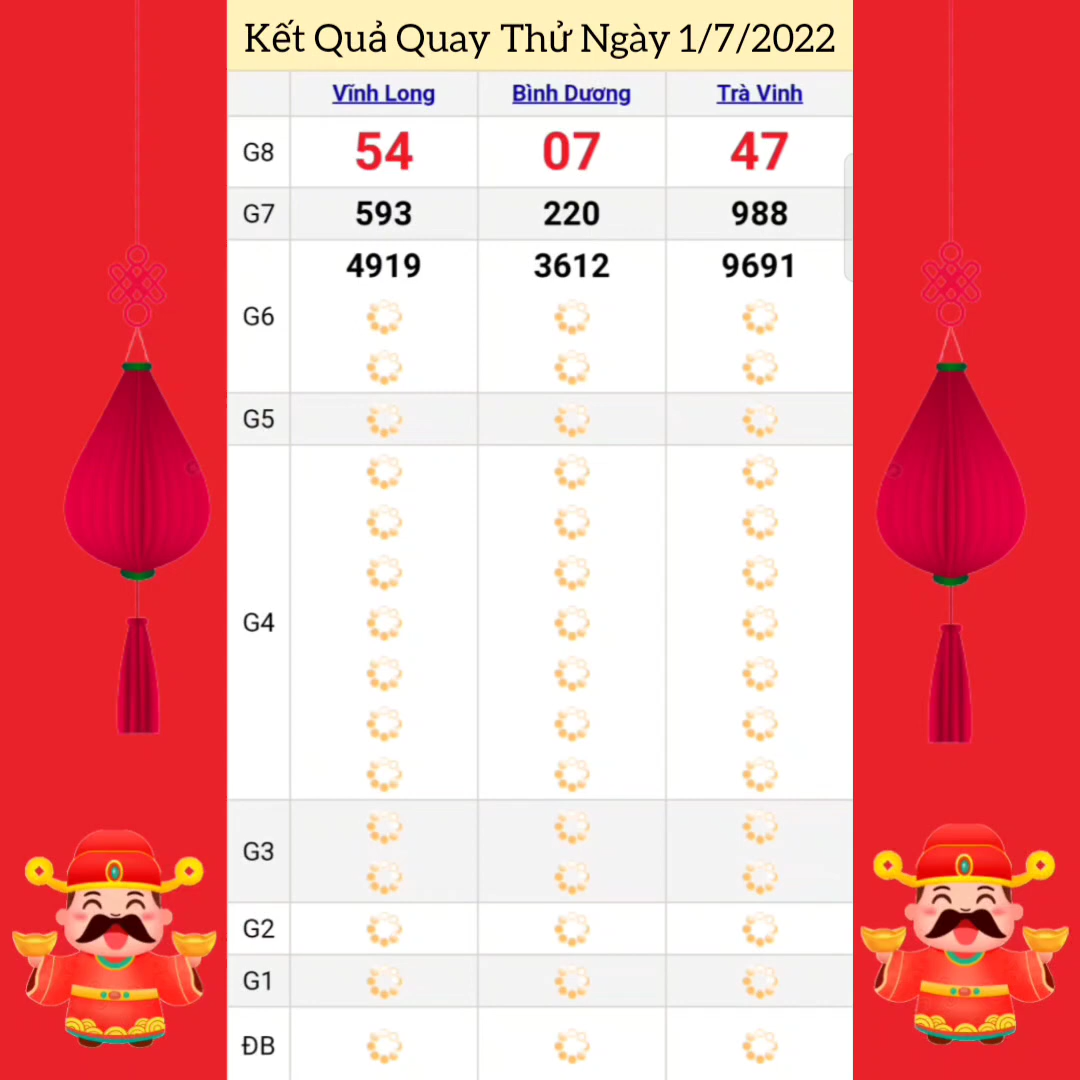 Kết Quả Quay Thử Ngày 1/7/2022
Vĩnh Long Bình Dương Trà Vinh
G8 54 07 47
G7 593 220 988
4919 3612 9691
G6
G5
G4
G3
G2
G1
ĐB